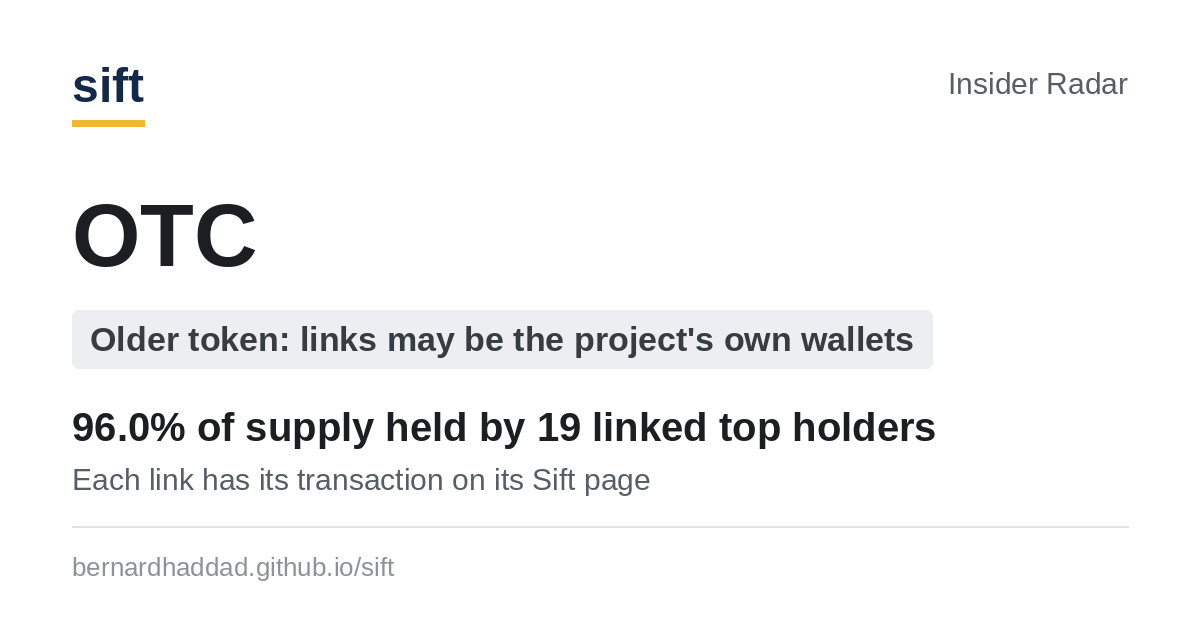 sift
Insider Radar
OTC
Older token: links may be the project's own wallets
96.0% of supply held by 19 linked top holders
Each link has its transaction on its Sift page
bernardhaddad.github.io/sift